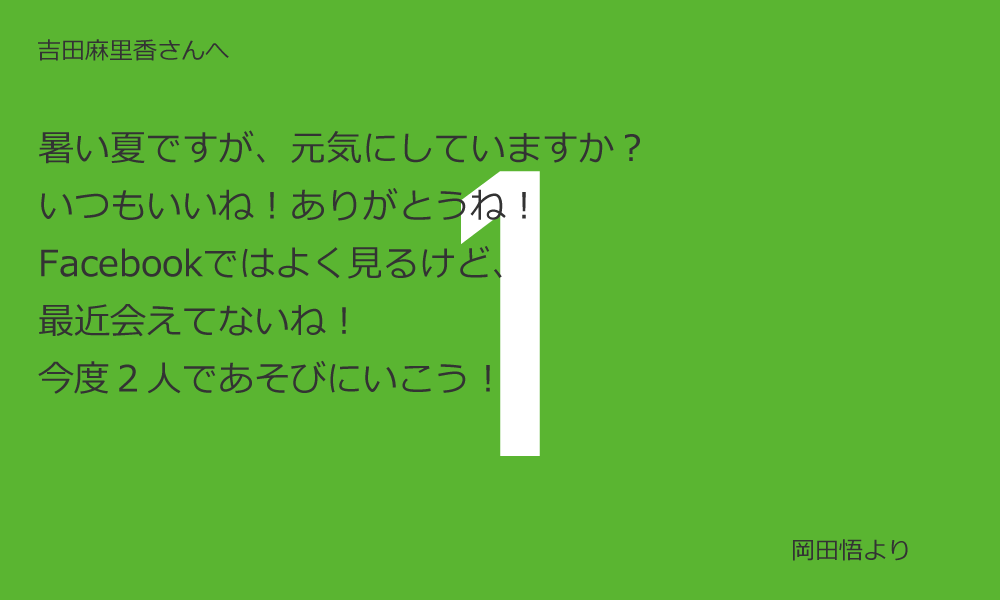 吉田麻里香さんへ
暑い夏ですが、元気にしていますか？
いつもいいね！ありがとうね！
Facebookではよく見るけど、
最近会えてないね！
今度２人であそびにいこう！
1
岡田悟より